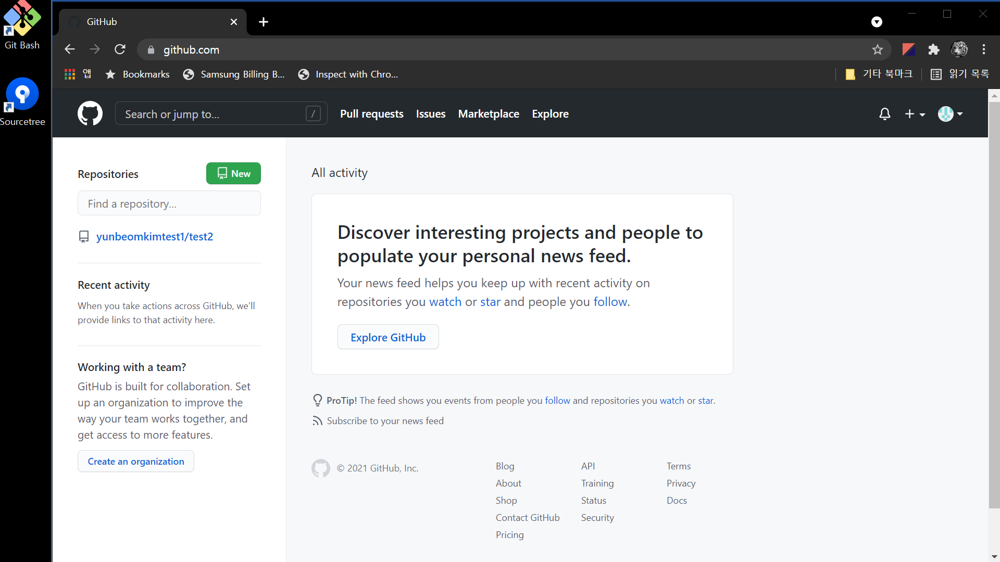 Git Bash
Sourcetree
GitHub
github.com
앱
Bookmarks
Samsung Billing B...
Inspect with Chro...
기타 북마크
읽기 목록
Search or jump to...
/
Pull requests
Issues
Marketplace
Explore
Repositories
New
Find a repository...
yunbeomkimtest1/test2
Recent activity
When you take actions across GitHub, we'll
provide links to that activity here.
Working with a team?
GitHub is built for collaboration. Set
up an organization to improve the
way your team works together, and
get access to more features.
Create an organization
All activity
Discover interesting projects and people to
populate your personal news feed.
Your news feed helps you keep up with recent activity on
repositories you watch or star and people you follow.
Explore GitHub
ProTip! The feed shows you events from people you follow and repositories you watch or star.
Subscribe to your news feed
© 2021 GitHub, Inc.
Blog
About
Shop
Contact GitHub
Pricing
API
Training
Status
Security
Terms
Privacy
Docs